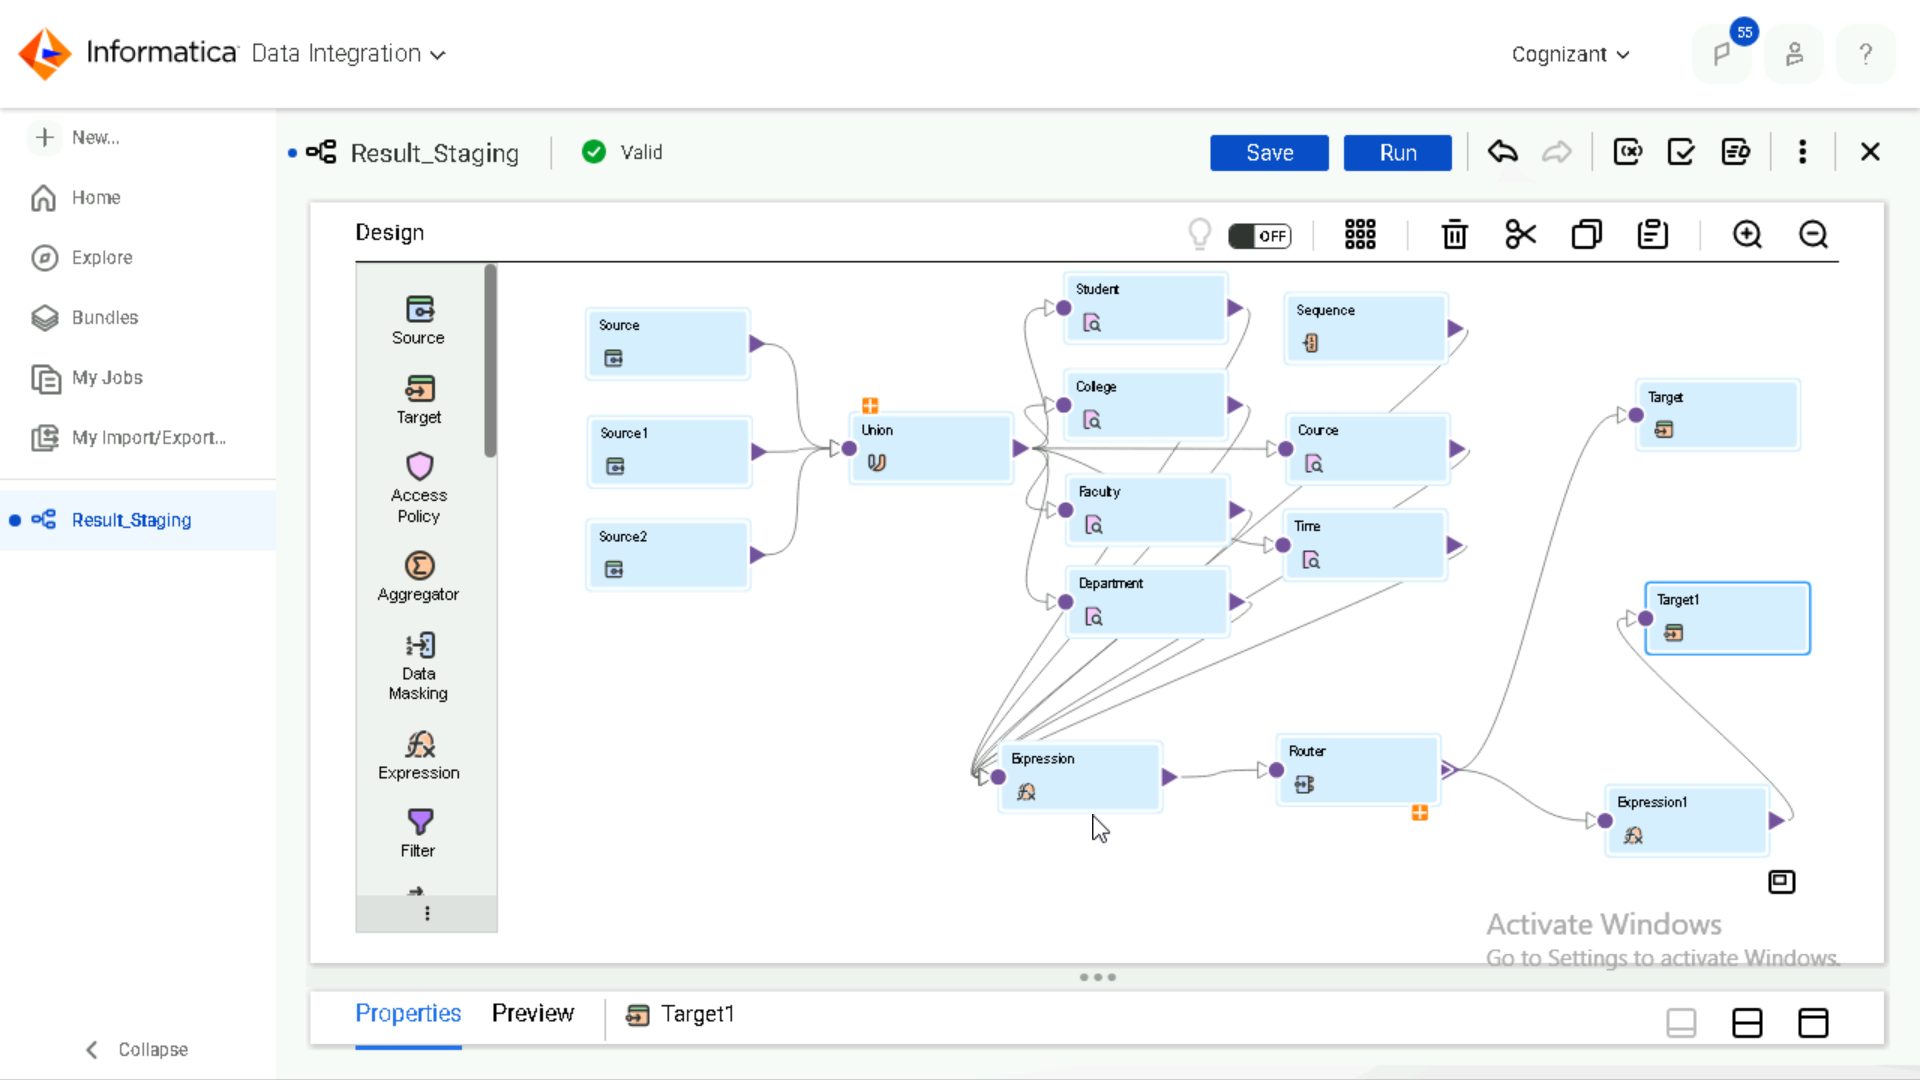 Informatica Data Integration
Cognizant
55
?
New...
Home
Explore
Bundles
My Jobs
My Import/Export...
Result_Staging
Collapse
Result_Staging
Valid
Save
Run
Design
OFF
Source
Target
Access
Policy
Aggregator
Data
Masking
Expression
Filter
Source
Source1
Source2
Union
Student
College
Faculty
Department
Sequence
Cource
Time
Expression
Router
Target
Target1
Expression1
Activate Windows
Go to Settings to activate Windows.
Properties
Preview
Target1